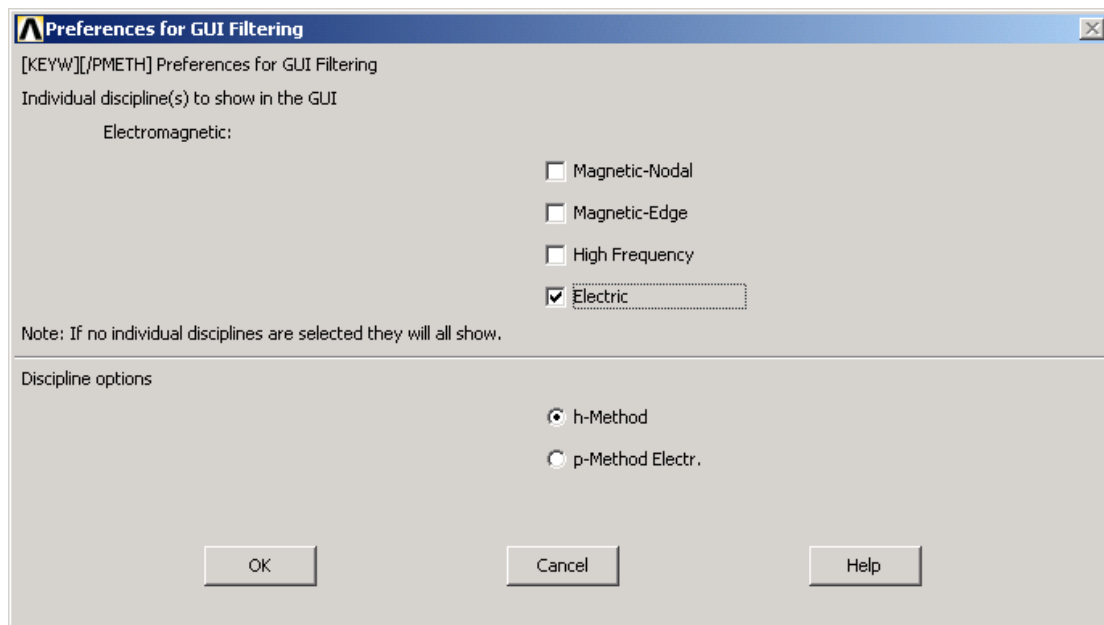 Preferences for GUI Filtering
[KEYW][/PMETH] Preferences for GUI Filtering
Individual discipline(s) to show in the GUI
Electromagnetic:
Magnetic-Nodal
Magnetic-Edge
High Frequency
Electric
Note: If no individual disciplines are selected they will all show.
Discipline options
h-Method
p-Method Electr.
OK Cancel Help